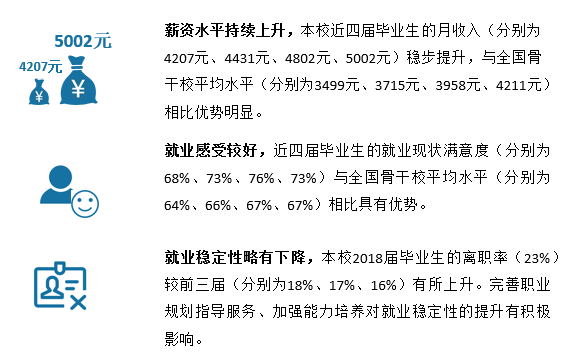 薪资水平持续上升，本校近四届毕业生的月收入（分别为
5002元
4207元
¥
¥
4207元、4431元、4802元、5002元）稳步提升，与全国骨
干校平均水平（分别为3499元、3715元、3958元、4211元）
相比优势明显。
就业感受较好，近四届毕业生的就业现状满意度（分别为
68%、73%、76%、73%）与全国骨干校平均水平（分别为
64%、66%、67%、67%）相比具有优势。
就业稳定性略有下降，本校2018届毕业生的离职率（23%）
较前三届（分别为18%、17%、16%）有所上升。完善职业
规划指导服务、加强能力培养对就业稳定性的提升有积极
影响。